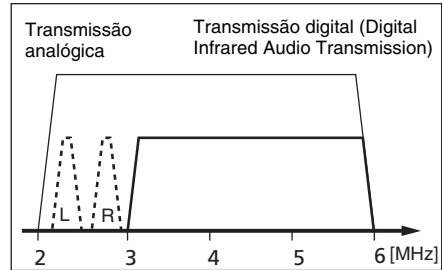 Transmissão
analógica
Transmissão digital (Digital
Infrared Audio Transmission)
L
R
2
3
4
5
6 [MHz]